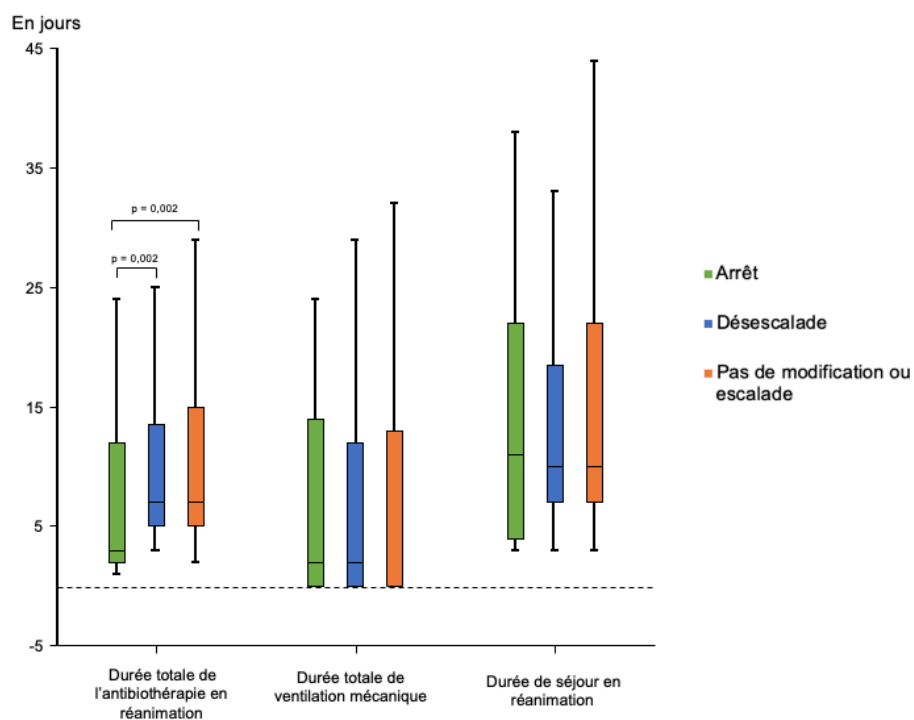 En jours
45
35
25
15
5
-5
p = 0,002
p = 0,002
Arrêt
Désescalade
Pas de modification ou
escalade
Durée totale de
l'antibiothérapie en
réanimation
Durée totale de
ventilation mécanique
Durée de séjour en
réanimation